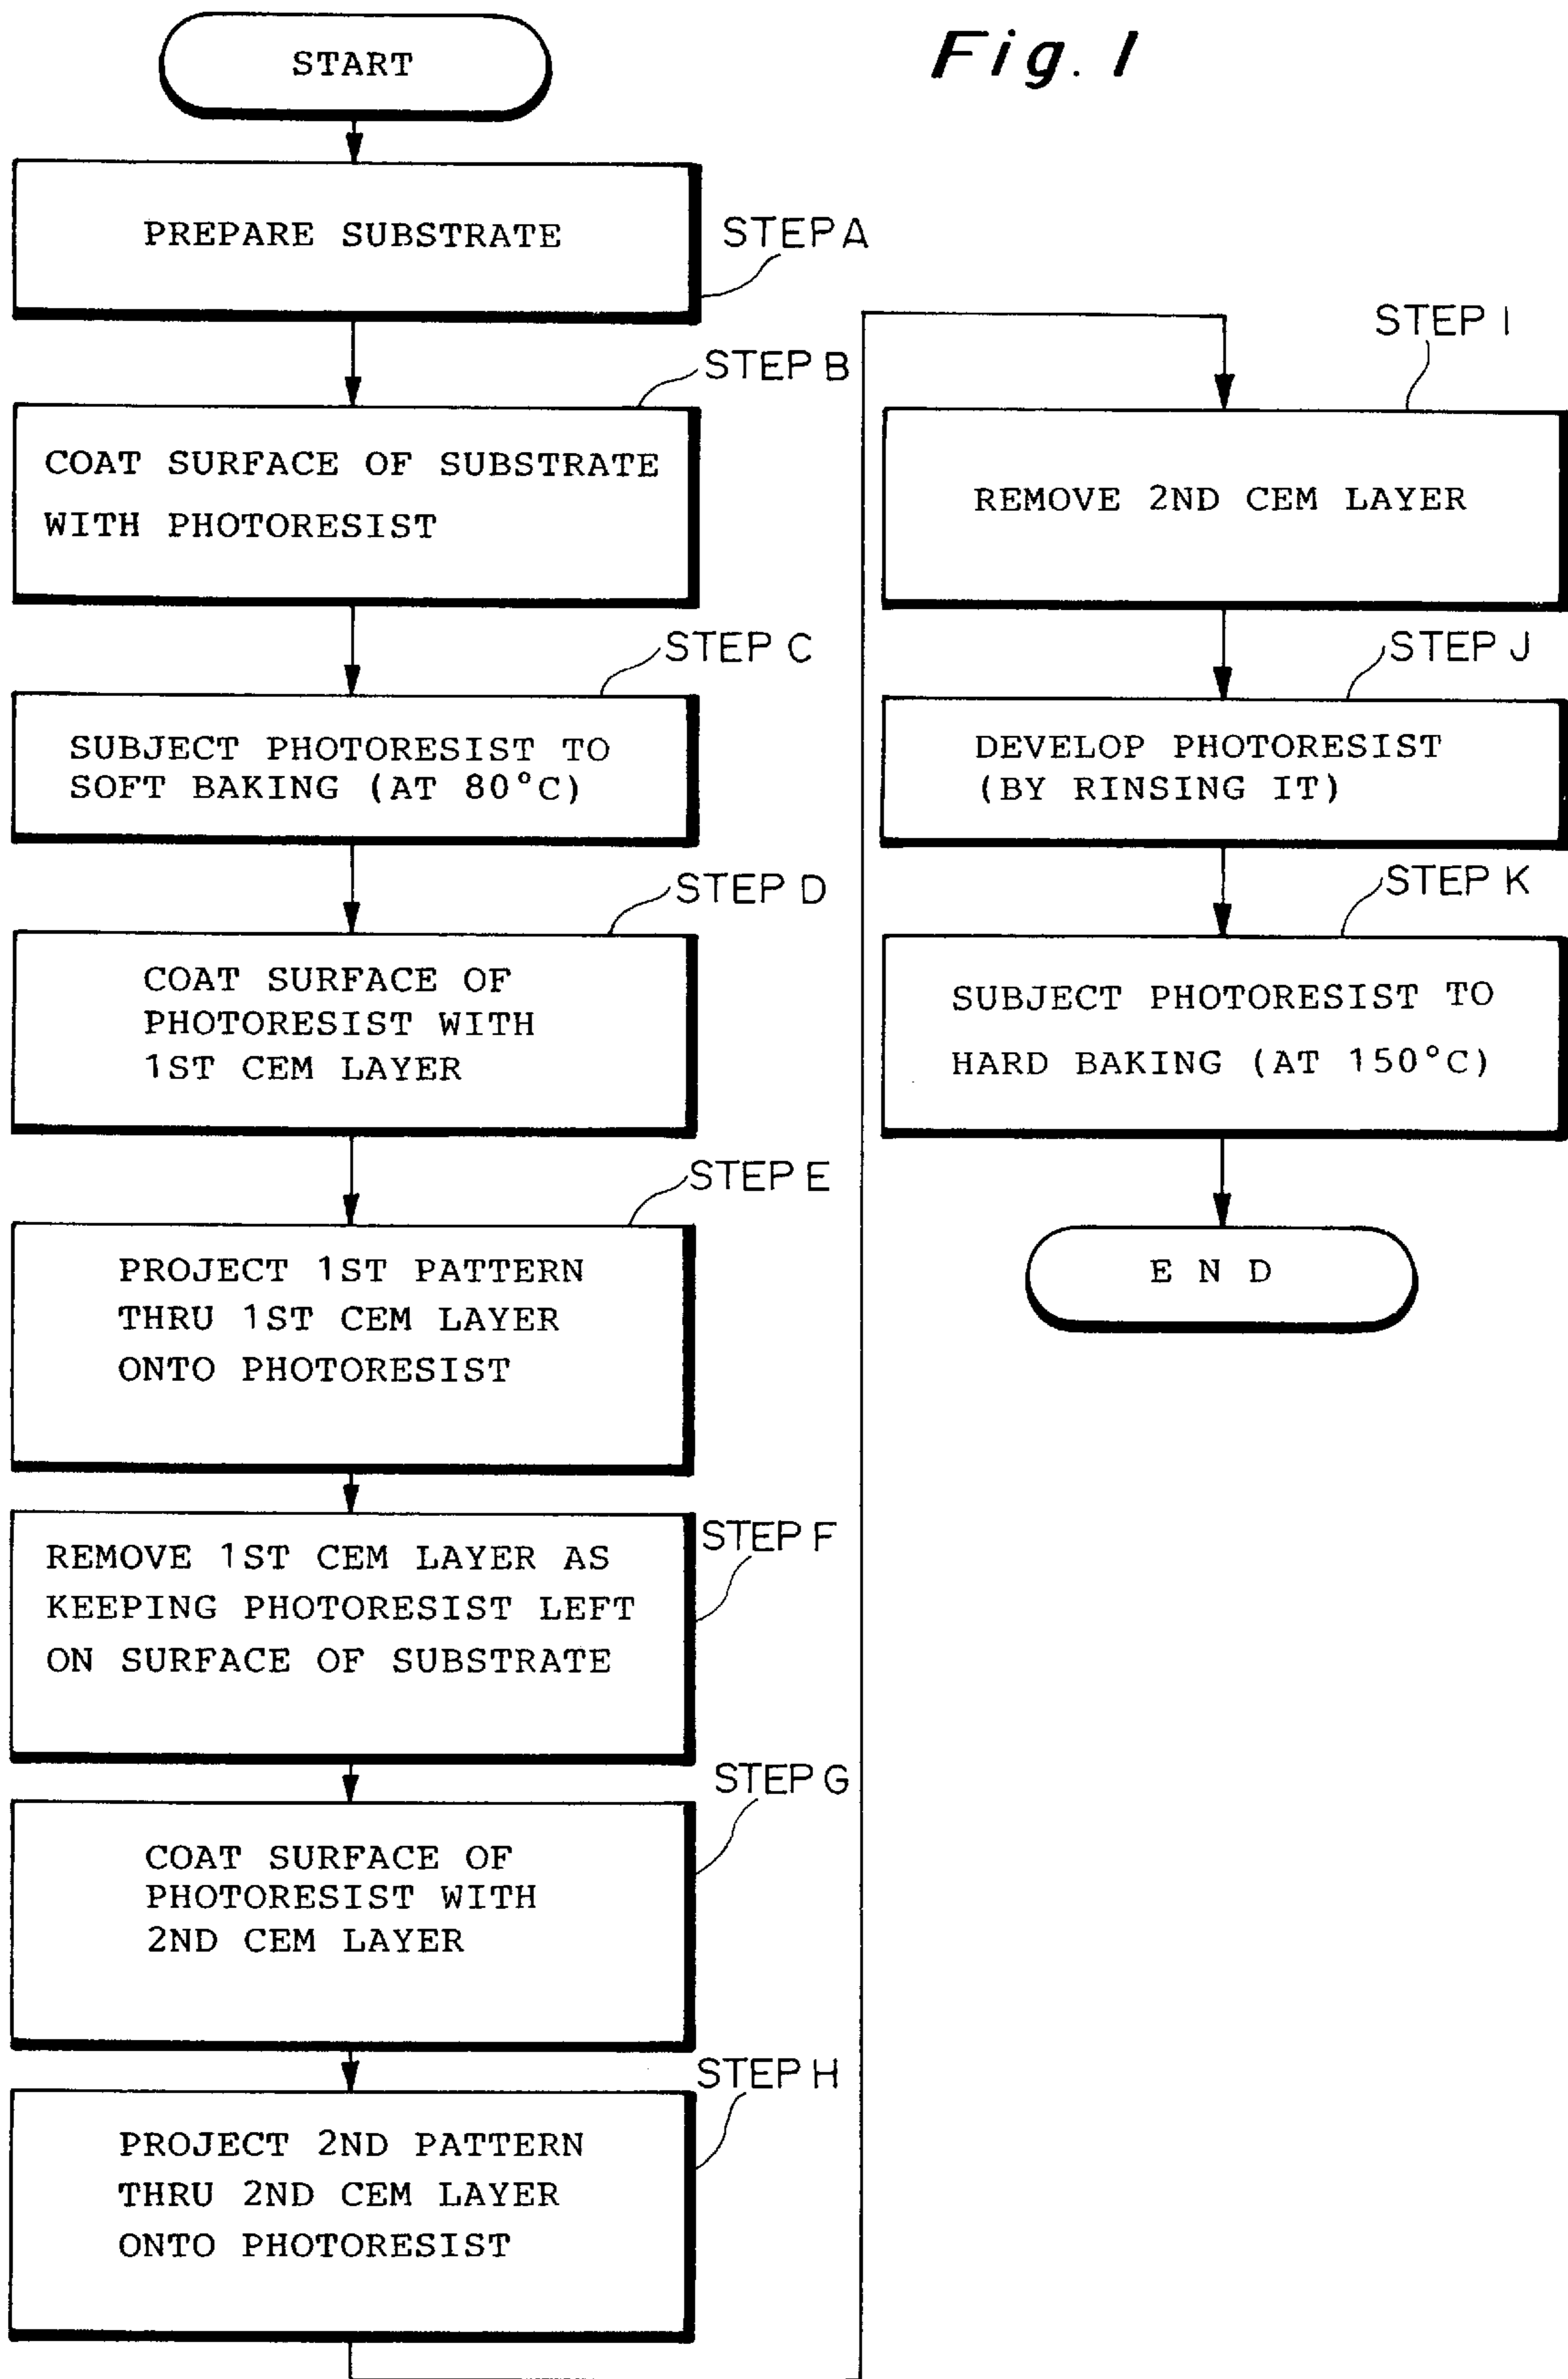 Fig. 1
START
PREPARE SUBSTRATE
STEP A
STEP B
COAT SURFACE OF SUBSTRATE
WITH PHOTORESIST
STEP C
SUBJECT PHOTORESIST TO
SOFT BAKING (AT 80°C)
STEP D
COAT SURFACE OF
PHOTORESIST WITH
1ST CEM LAYER
STEP E
PROJECT 1ST PATTERN
THRU 1ST CEM LAYER
ONTO PHOTORESIST
STEP F
REMOVE 1ST CEM LAYER AS
KEEPING PHOTORESIST LEFT
ON SURFACE OF SUBSTRATE
STEP G
COAT SURFACE OF
PHOTORESIST WITH
2ND CEM LAYER
STEP H
PROJECT 2ND PATTERN
THRU 2ND CEM LAYER
ONTO PHOTORESIST
STEP I
REMOVE 2ND CEM LAYER
STEP J
DEVELOP PHOTORESIST
(BY RINSING IT)
STEP K
SUBJECT PHOTORESIST TO
HARD BAKING (AT 150°C)
E N D